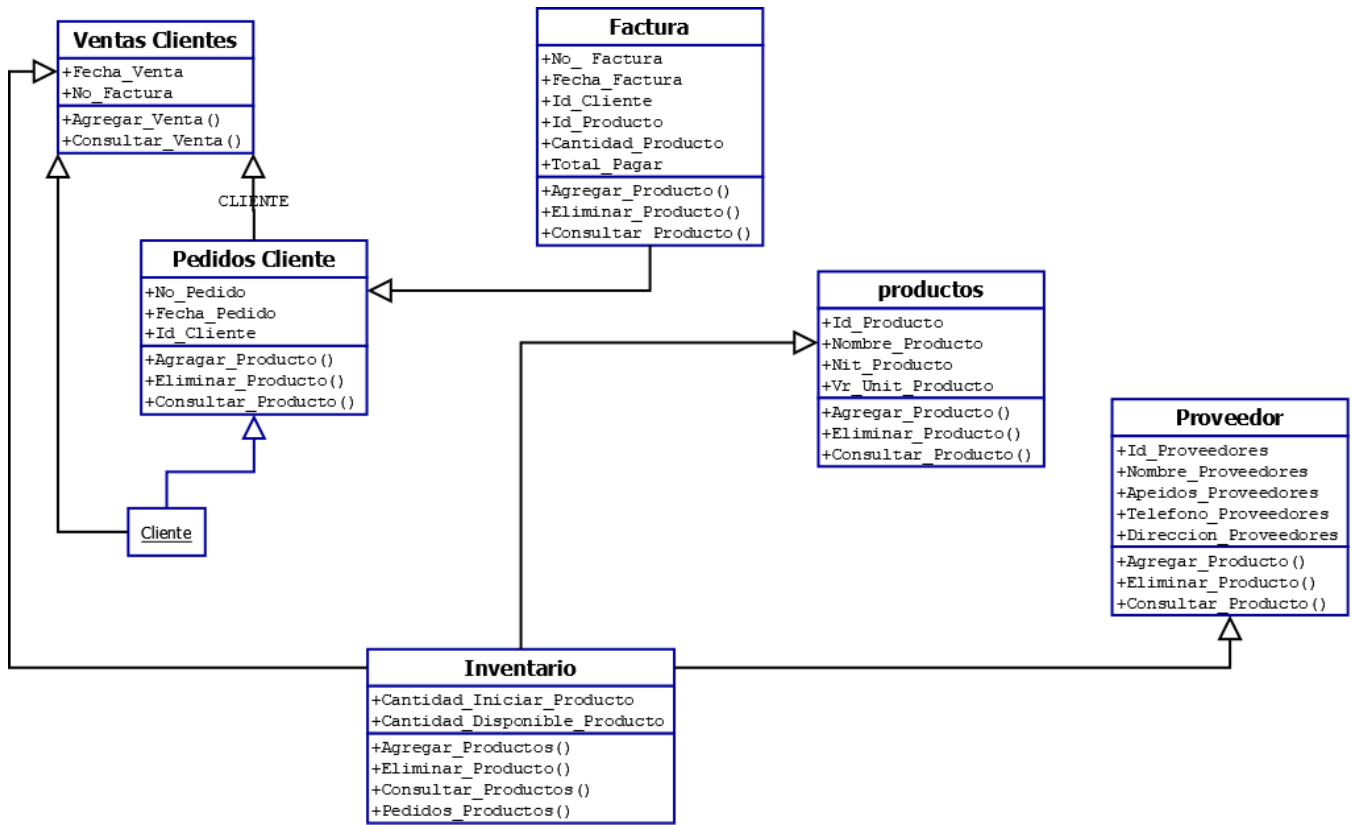 Ventas Clientes
+Fecha_Venta
+No_Factura
+Agregar_Venta()
+Consultar_Venta()
Factura
+No_ Factura
+Fecha_Factura
+Id_Cliente
+Id_Producto
+Cantidad_Producto
+Total_Pagar
+Agregar_Producto()
+Eliminar_Producto()
+Consultar_Producto()
CLIENTE
Pedidos Cliente
+No_Pedido
+Fecha_Pedido
+Id_Cliente
+Agragar_Producto()
+Eliminar_Producto()
+Consultar_Producto()
productos
+Id_Producto
+Nombre_Producto
+Nit_Producto
+Vr_Unit_Producto
+Agregar_Producto()
+Eliminar_Producto()
+Consultar_Producto()
Proveedor
+Id_Proveedores
+Nombre_Proveedores
+Apeidos_Proveedores
+Telefono_Proveedores
+Direccion_Proveedores
+Agregar_Producto()
+Eliminar_Producto()
+Consultar_Producto()
Cliente
Inventario
+Cantidad_Iniciar_Producto
+Cantidad_Disponible_Producto
+Agregar_Productos()
+Eliminar_Producto()
+Consultar_Productos()
+Pedidos_Productos()